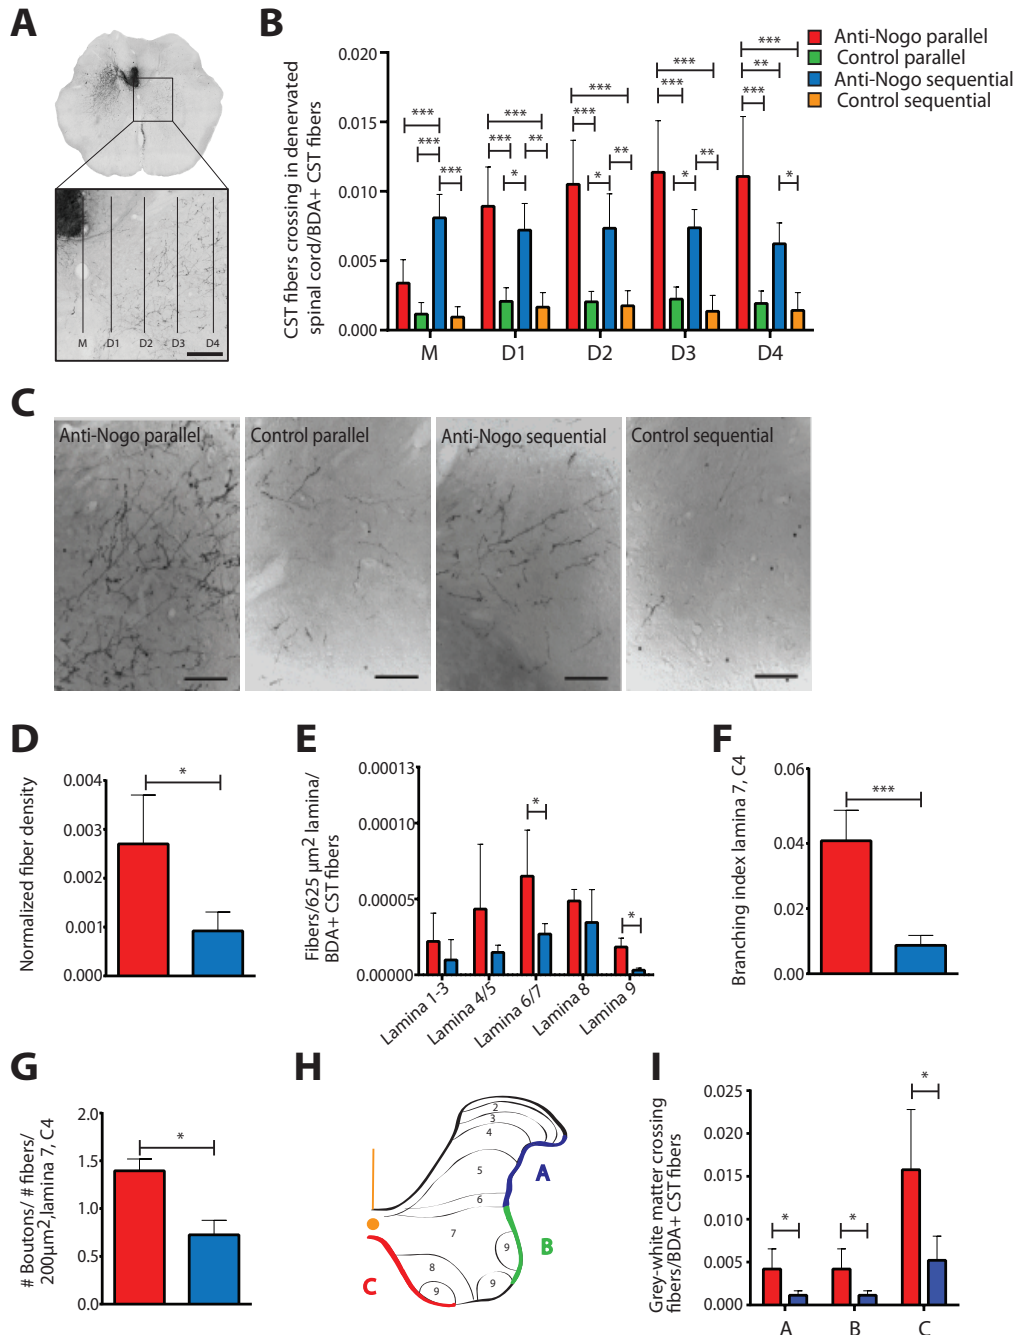 A
M D1 D2 D3 D4
B
CST fibers crossing in denervated
spinal cord/BDA+ CST fibers
0.020
0.015
0.010
0.005
0.000
*** *** ***
*** *** ** *
*** *** * **
*** *** * **
*** ** *** *
M D1 D2 D3 D4
Anti-Nogo parallel
Control parallel
Anti-Nogo sequential
Control sequential
C
Anti-Nogo parallel
Control parallel
Anti-Nogo sequential
Control sequential
D
Normalized fiber density
0.004
0.003
0.002
0.001
0.000
*
E
Fibers/625 µm² lamina/
BDA+ CST fibers
0.00013
0.00010
0.00005
0.00000
*
*
Lamina 1-3
Lamina 4/5
Lamina 6/7
Lamina 8
Lamina 9
F
Branching index lamina 7, C4
0.06
0.04
0.02
0.00
***
G
# Boutons/ # fibers/
200µm²,lamina 7, C4
2.0
1.5
1.0
0.5
0.0
*
H
2
3
4
5
6
7
8
9
9
9
A
B
C
I
Grey-white matter crossing
fibers/BDA+ CST fibers
0.025
0.020
0.015
0.010
0.005
0.000
*
*
*
A B C